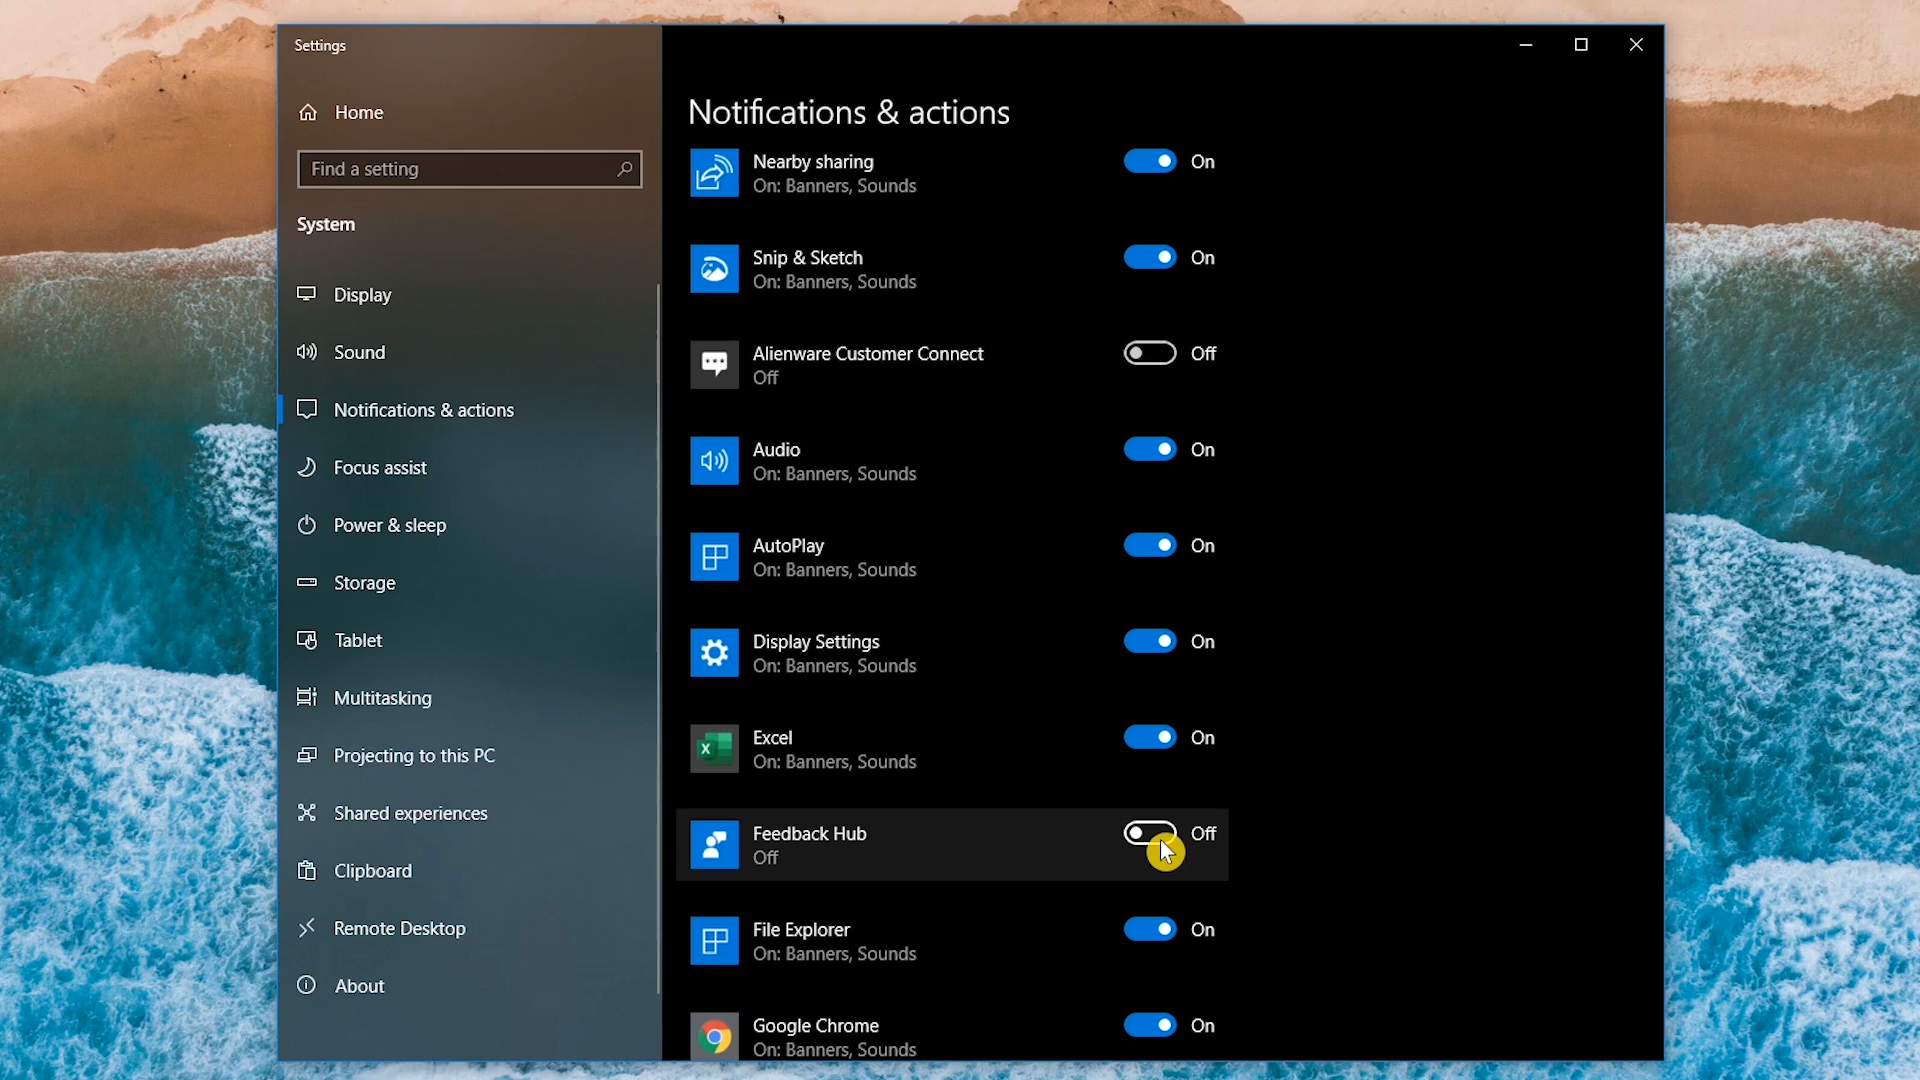 Settings
Home
Find a setting
System
Display
Sound
Notifications & actions
Focus assist
Power & sleep
Storage
Tablet
Multitasking
Projecting to this PC
Shared experiences
Clipboard
Remote Desktop
About
Notifications & actions
Nearby sharing
On: Banners, Sounds
On
Snip & Sketch
On: Banners, Sounds
On
Alienware Customer Connect
Off
Off
Audio
On: Banners, Sounds
On
AutoPlay
On: Banners, Sounds
On
Display Settings
On: Banners, Sounds
On
Excel
On: Banners, Sounds
On
Feedback Hub
Off
Off
File Explorer
On: Banners, Sounds
On
Google Chrome
On: Banners, Sounds
On